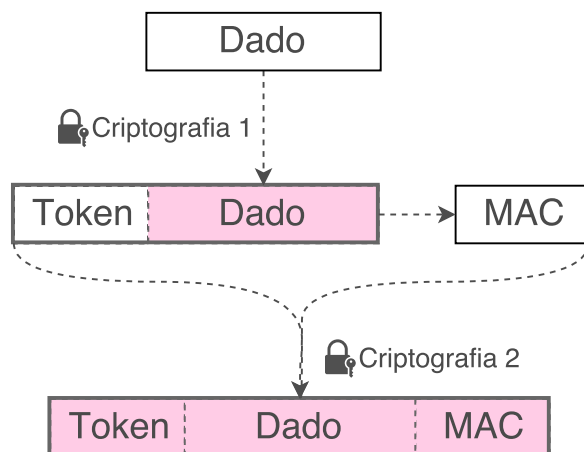 Dado
Criptografia 1
Token Dado MAC
Criptografia 2
Token Dado MAC